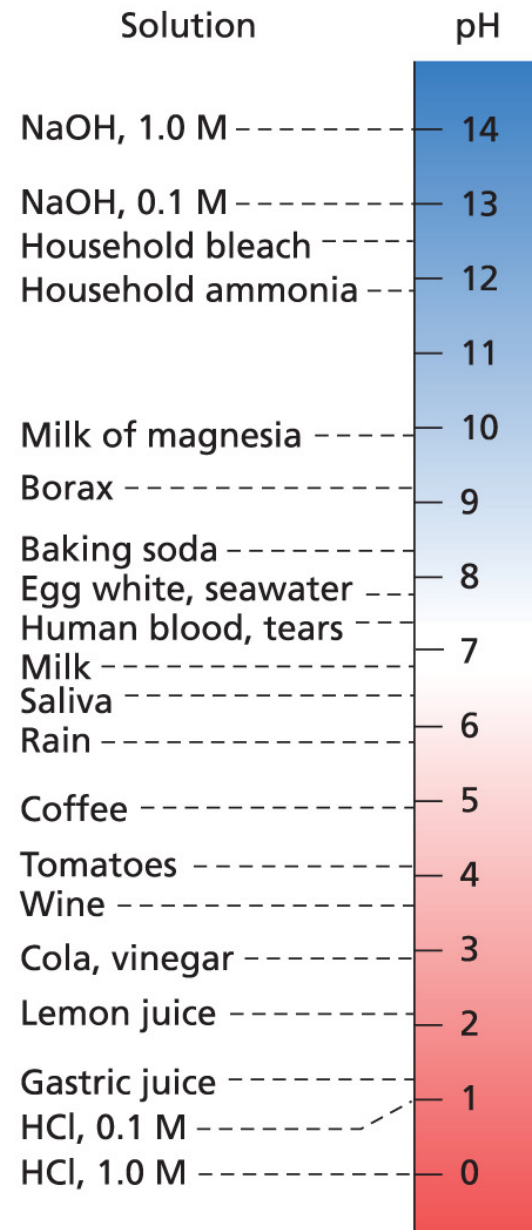 Solution pH
NaOH, 1.0 M 14
NaOH, 0.1 M 13
Household bleach
Household ammonia 12
11
Milk of magnesia 10
Borax 9
Baking soda
Egg white, seawater 8
Human blood, tears
Milk 7
Saliva
Rain 6
Coffee 5
Tomatoes 4
Wine
Cola, vinegar 3
Lemon juice 2
Gastric juice 1
HCl, 0.1 M
HCl, 1.0 M 0